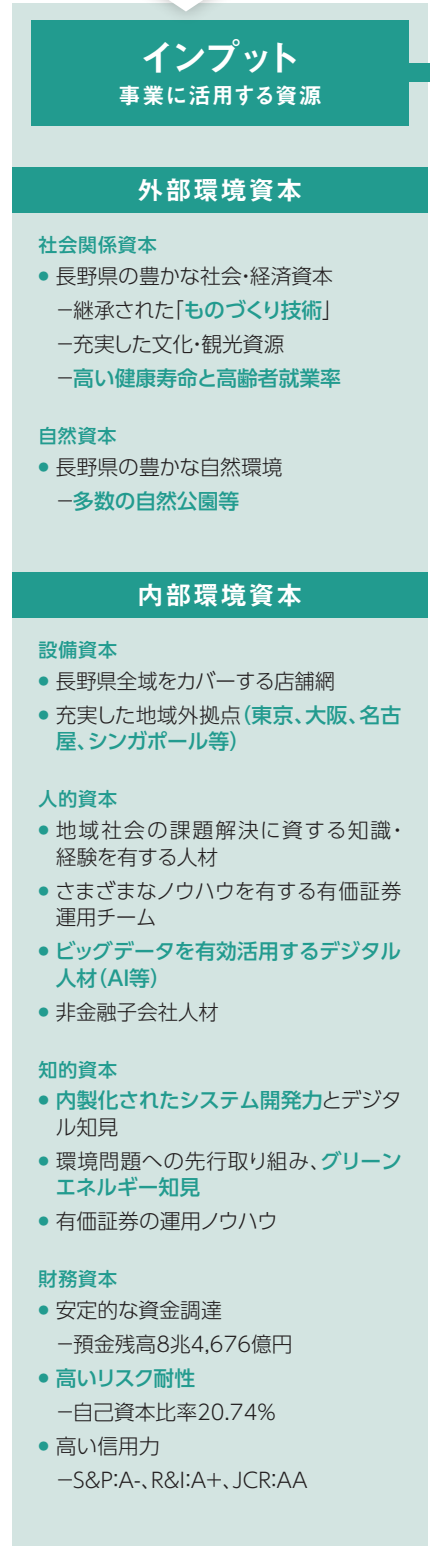 インプット
事業に活用する資源
外部環境資本
社会関係資本
● 長野県の豊かな社会・経済資本
−継承された「ものづくり技術」
−充実した文化・観光資源
−高い健康寿命と高齢者就業率
自然資本
● 長野県の豊かな自然環境
−多数の自然公園等
内部環境資本
設備資本
● 長野県全域をカバーする店舗網
● 充実した地域外拠点(東京、大阪、名古
屋、シンガポール等)
人的資本
● 地域社会の課題解決に資する知識・
経験を有する人材
● さまざまなノウハウを有する有価証券
運用チーム
● ビッグデータを有効活用するデジタル
人材(AI等)
● 非金融子会社人材
知的資本
● 内製化されたシステム開発力とデジタ
ル知見
● 環境問題への先行取り組み、グリーン
エネルギー知見
● 有価証券の運用ノウハウ
財務資本
● 安定的な資金調達
−預金残高8兆4,676億円
● 高いリスク耐性
−自己資本比率20.74%
● 高い信用力
−S&P:A-、R&I:A+、JCR:AA